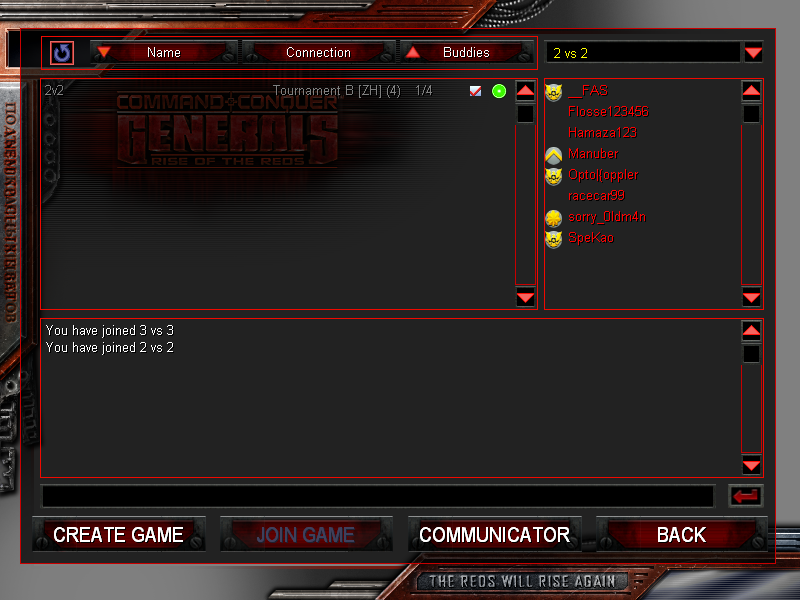 Name Connection Buddies 2 vs 2
2v2 Tournament B [ZH] (4) 1/4
COMMAND & CONQUER
GENERALS
RISE OF THE REDS
__FAS
Flosse123456
Hamaza123
Manuber
racecar99
sorry_0ldm4n
SpeKao
You have joined 3 vs 3
You have joined 2 vs 2
CREATE GAME JOIN GAME COMMUNICATOR BACK
THE REDS WILL RISE AGAIN